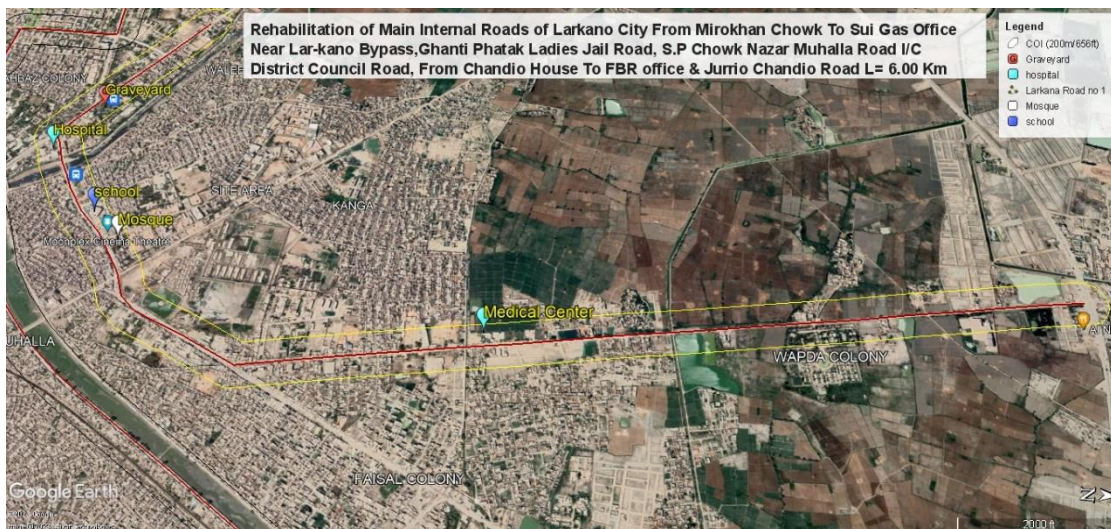 Rehabilitation of Main Internal Roads of Larkano City From Mirokhan Chowk To Sui Gas Office
Near Lar-kano Bypass,Ghanti Phatak Ladies Jail Road, S.P Chowk Nazar Muhalla Road I/C
District Council Road, From Chandio House To FBR office & Jurrio Chandio Road L= 6.00 Km
Legend
COI (200m/656ft)
Graveyard
hospital
Larkana Road no 1
Mosque
school
Graveyard
Hospital
school
SITE AREA
KANGA
Mosque
Cinema Theatre
Medical Center
WAPDA COLONY
FAISAL COLONY
Google Earth
N
2000 ft